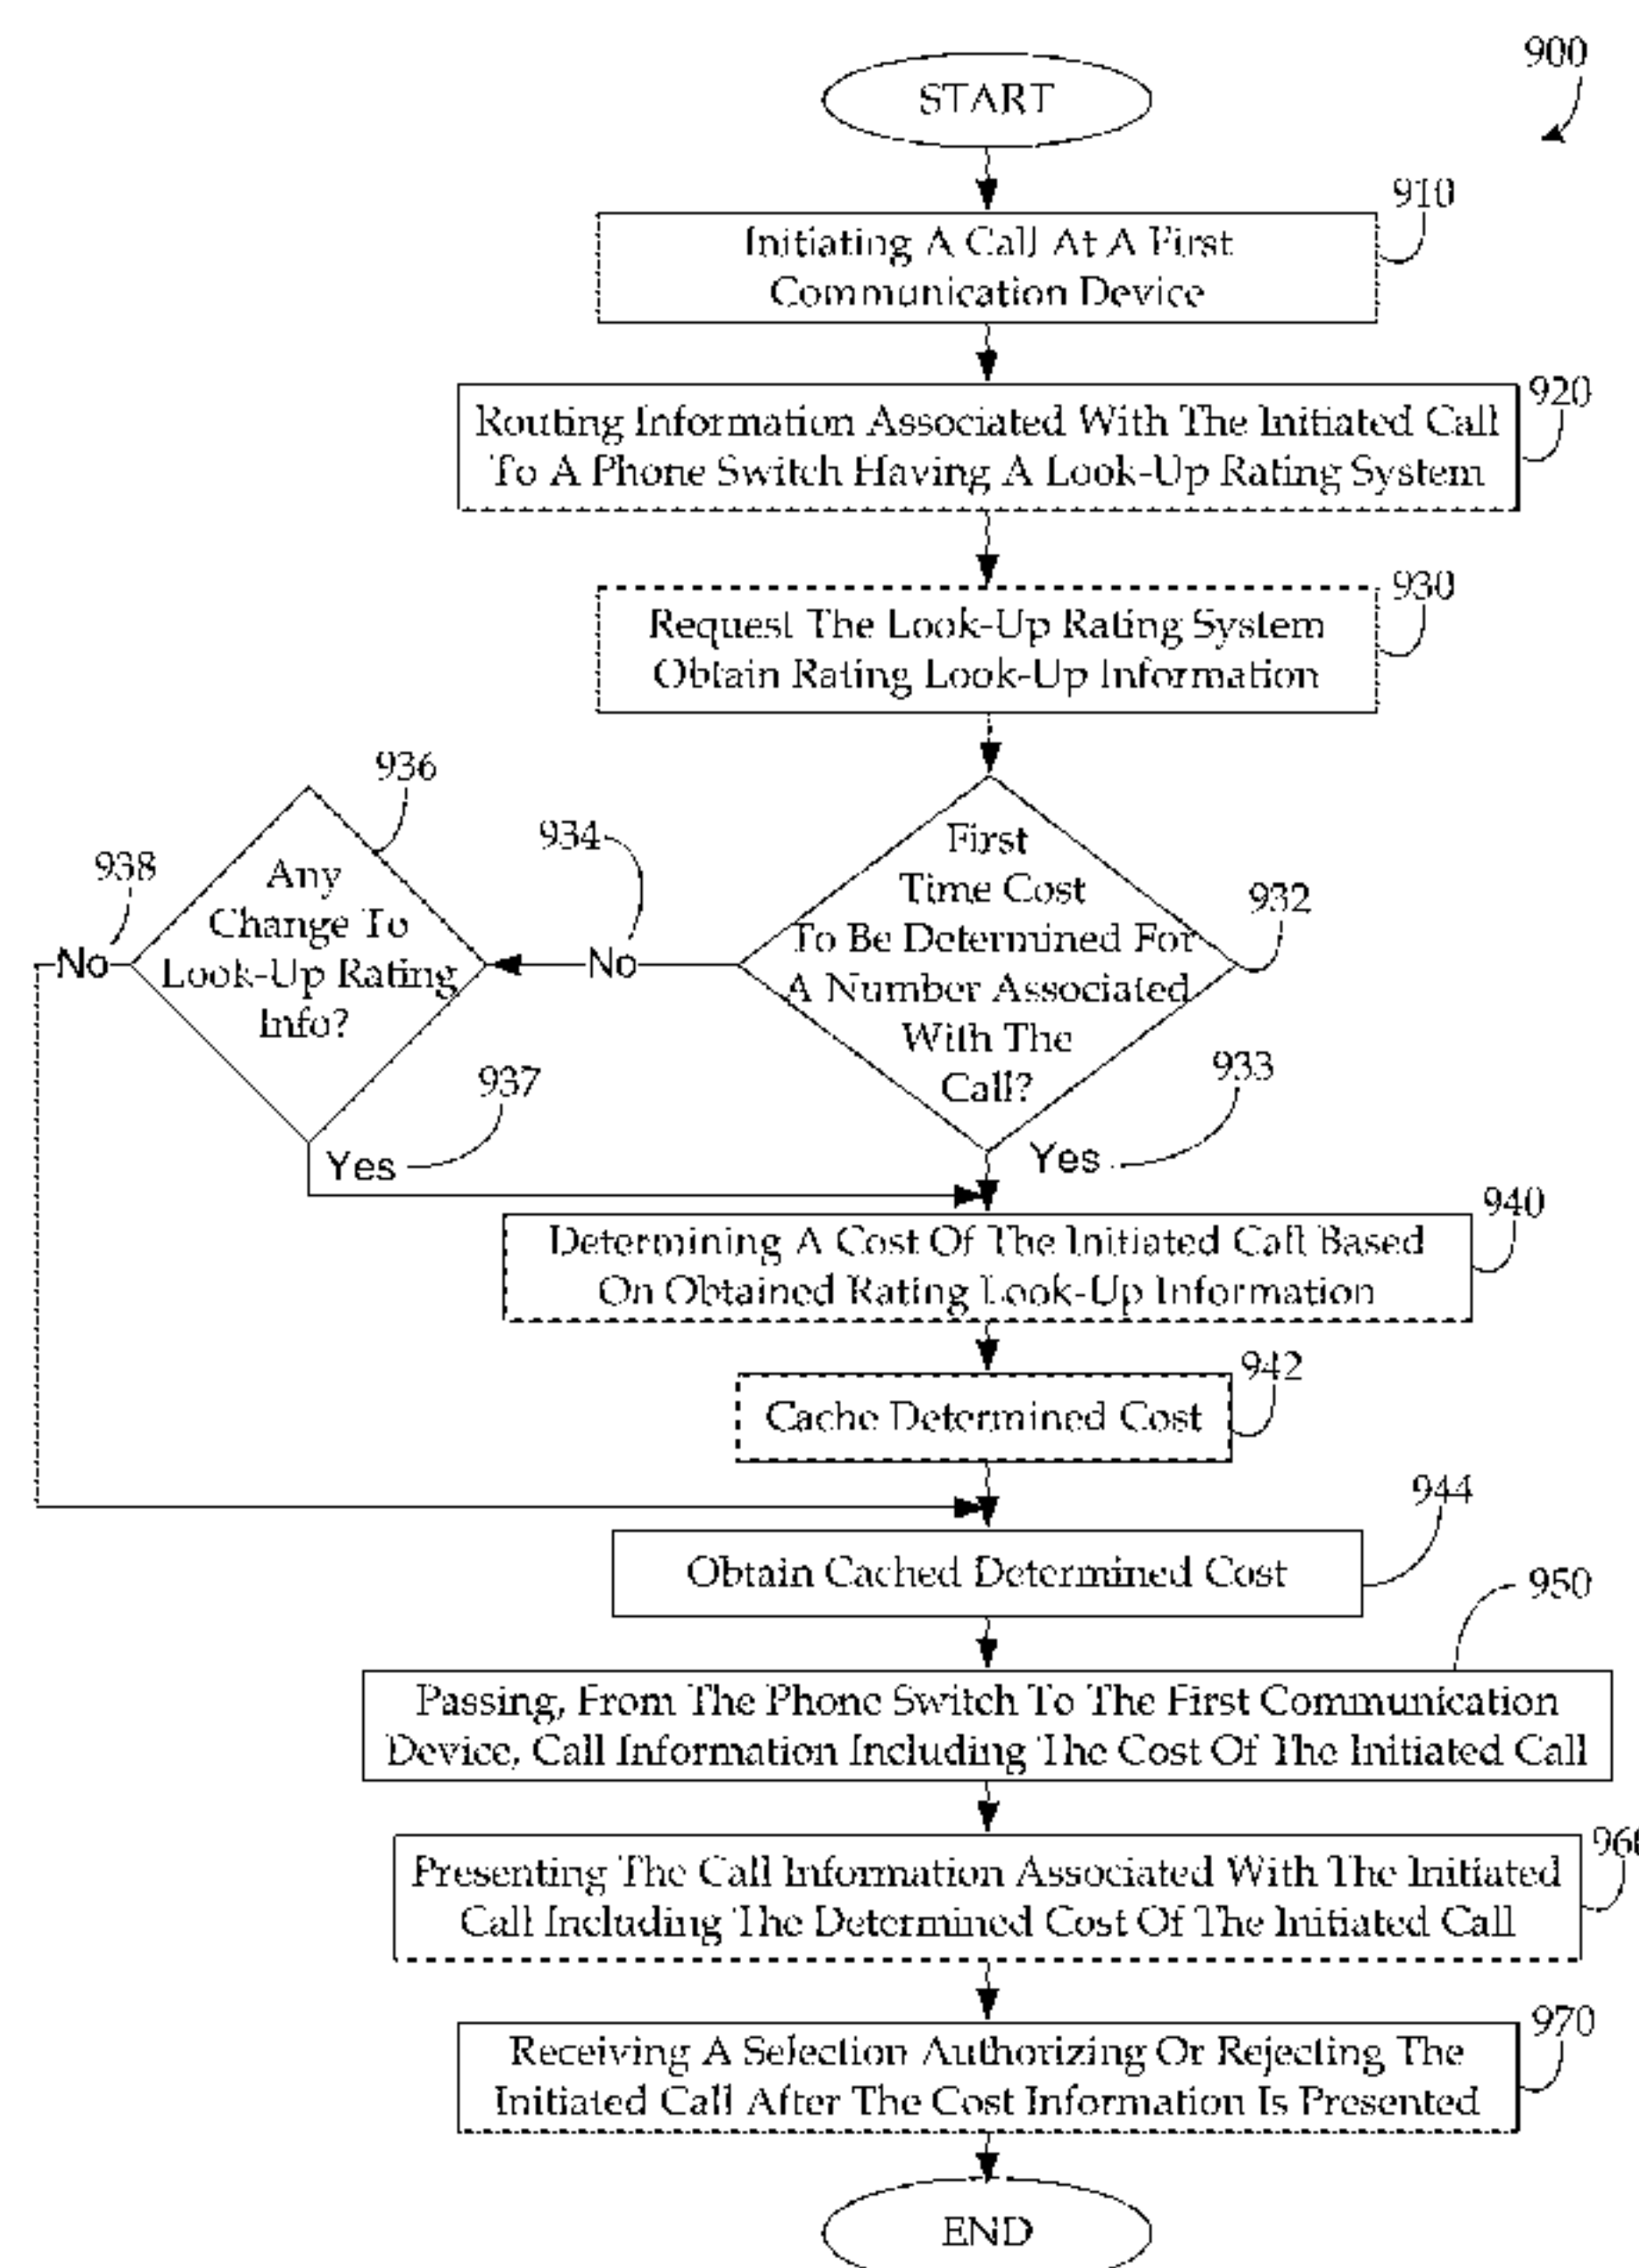 900
START
910
Initiating A Call At A First
Communication Device
920
Routing Information Associated With The Initiated Call
To A Phone Switch Having A Look-Up Rating System
930
Request The Look-Up Rating System
Obtain Rating Look-Up Information
936
Any
Change To
Look-Up Rating
Info?
938
No
937
Yes
934
No
932
First
Time Cost
To Be Determined For
A Number Associated
With The
Call?
933
Yes
940
Determining A Cost Of The Initiated Call Based
On Obtained Rating Look-Up Information
942
Cache Determined Cost
944
Obtain Cached Determined Cost
950
Passing, From The Phone Switch To The First Communication
Device, Call Information Including The Cost Of The Initiated Call
960
Presenting The Call Information Associated With The Initiated
Call Including The Determined Cost Of The Initiated Call
970
Receiving A Selection Authorizing Or Rejecting The
Initiated Call After The Cost Information Is Presented
END